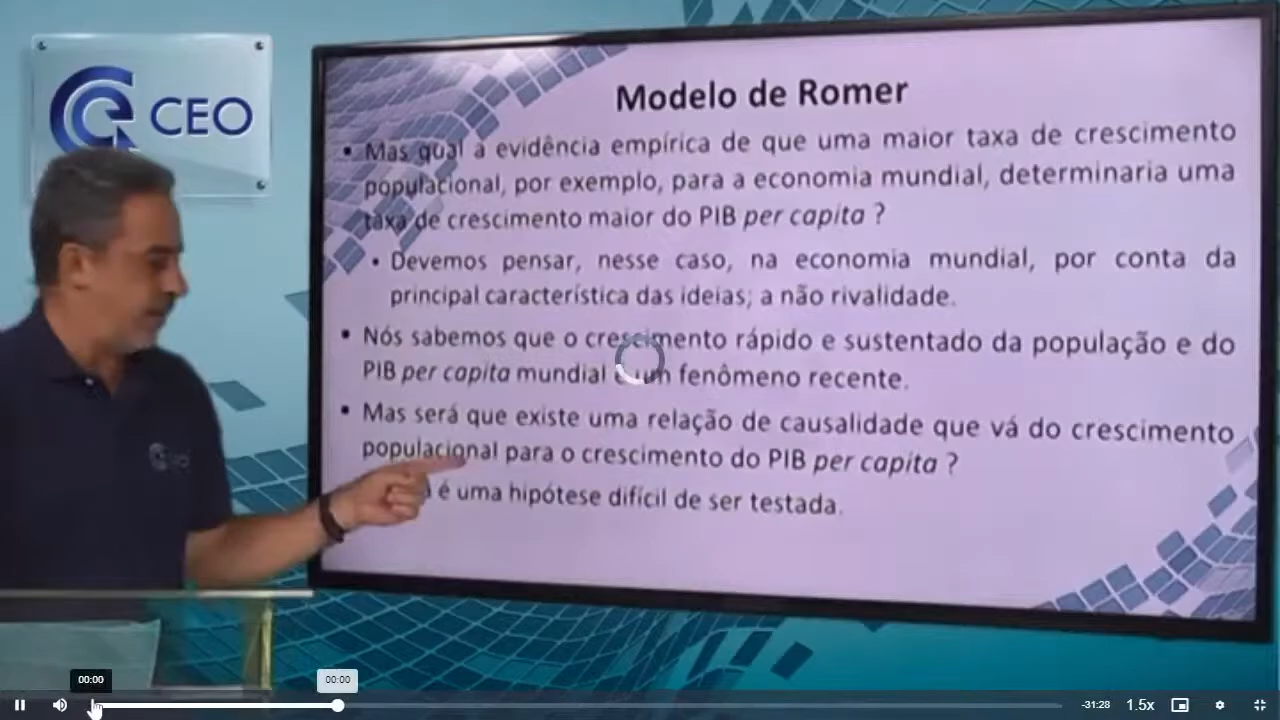 CEO
Modelo de Romer
• Mas qual a evidência empírica de que uma maior taxa de crescimento
populacional, por exemplo, para a economia mundial, determinaria uma
taxa de crescimento maior do PIB per capita ?
• Devemos pensar, nesse caso, na economia mundial, por conta da
principal característica das ideias; a não rivalidade.
• Nós sabemos que o crescimento rápido e sustentado da população e do
PIB per capita mundial é um fenômeno recente.
• Mas será que existe uma relação de causalidade que vá do crescimento
populacional para o crescimento do PIB per capita ?
é uma hipótese difícil de ser testada.
00:00
00:00
-31:28
1.5x